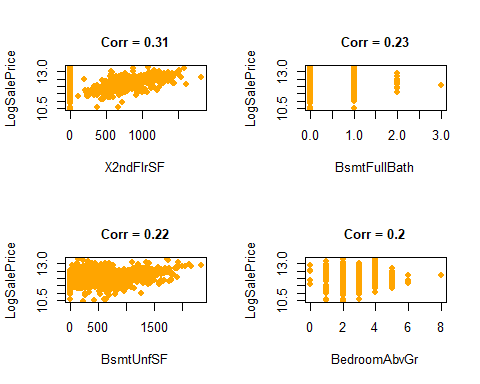 Corr = 0.31
LogSalePrice
10.5 13.0
0 500 1000
X2ndFlrSF
Corr = 0.23
LogSalePrice
10.5 13.0
0.0 1.0 2.0 3.0
BsmtFullBath
Corr = 0.22
LogSalePrice
10.5 13.0
0 500 1500
BsmtUnfSF
Corr = 0.2
LogSalePrice
10.5 13.0
0 2 4 6 8
BedroomAbvGr